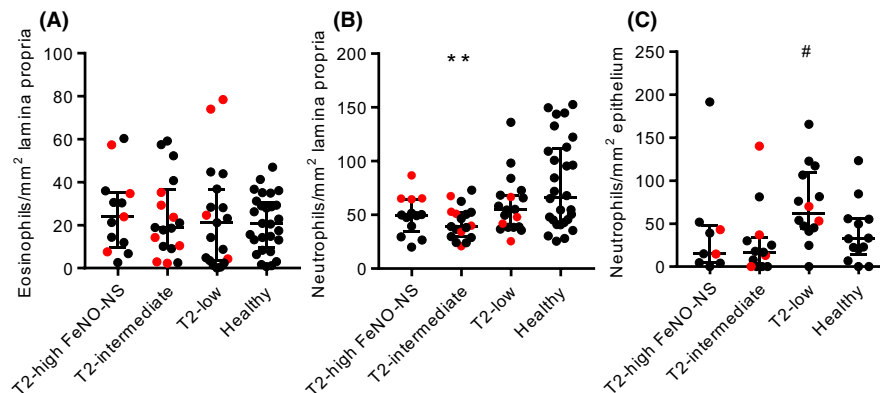 (A)
Eosinophils/mm² lamina propria
100
80
60
40
20
0
T2-high FeNO-NS
T2-intermediate
T2-low
Healthy
(B)
Neutrophils/mm² lamina propria
200
150
100
50
0
**
T2-high FeNO-NS
T2-intermediate
T2-low
Healthy
(C)
Neutrophils/mm² epithelium
250
200
150
100
50
0
#
T2-high FeNO-NS
T2-intermediate
T2-low
Healthy